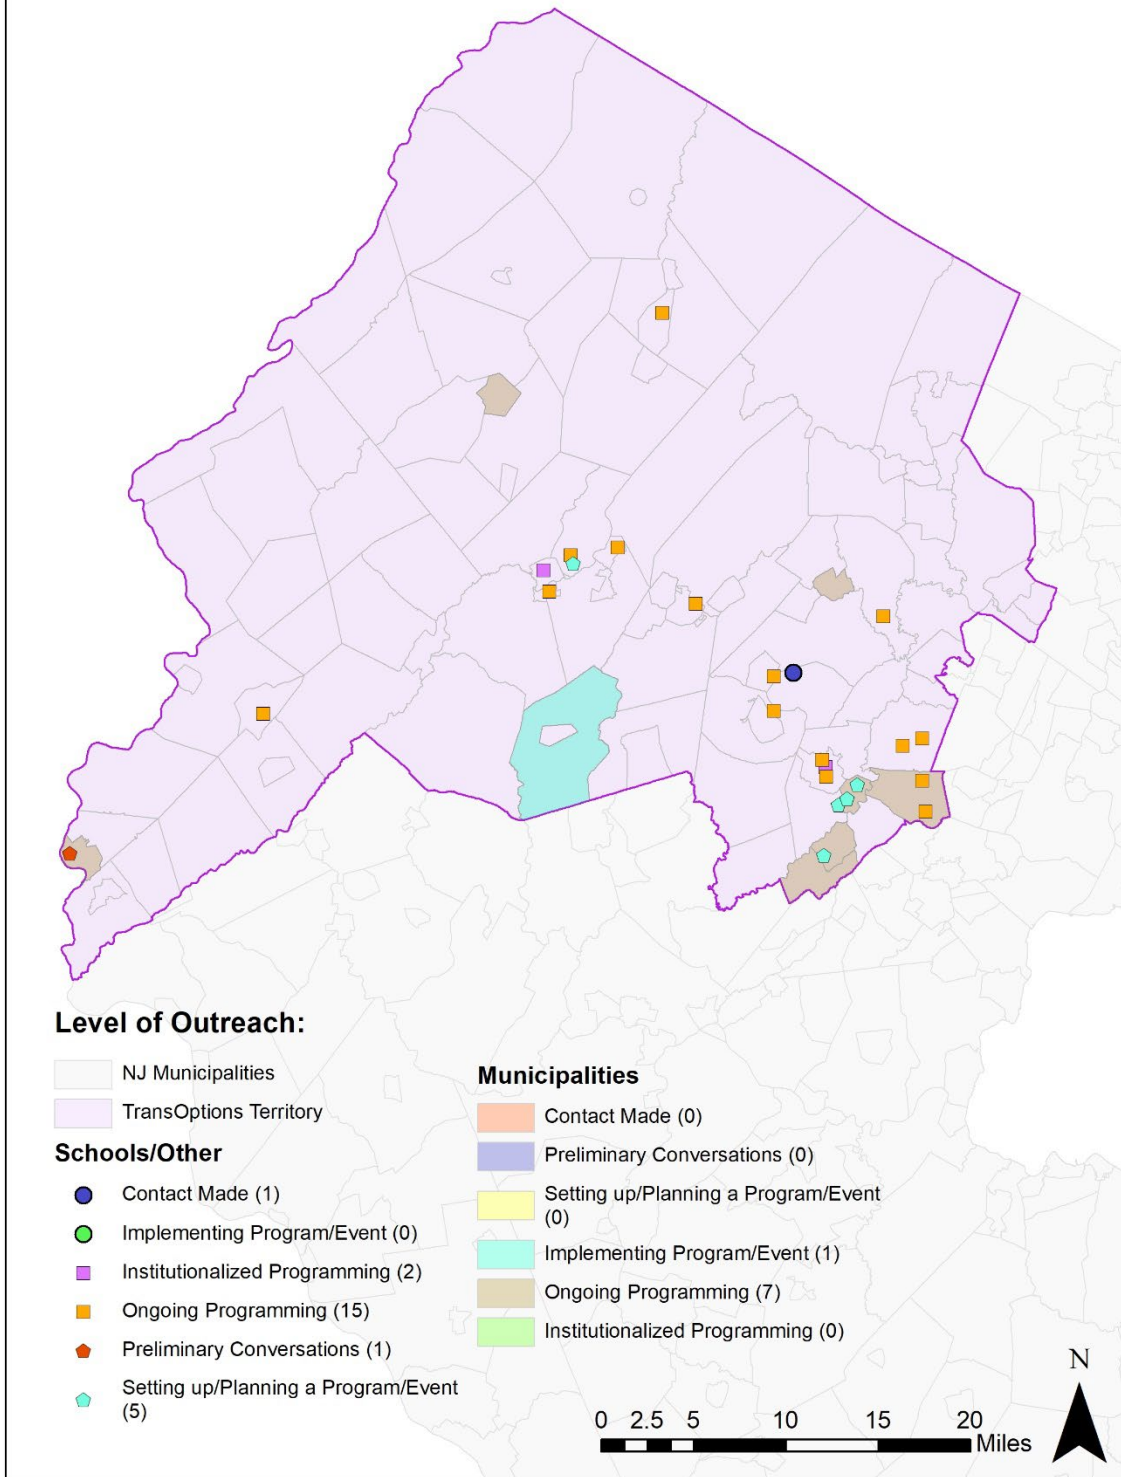 Level of Outreach:
NJ Municipalities
TransOptions Territory
Schools/Other
Contact Made (1)
Implementing Program/Event (0)
Institutionalized Programming (2)
Ongoing Programming (15)
Preliminary Conversations (1)
Setting up/Planning a Program/Event
(5)
Municipalities
Contact Made (0)
Preliminary Conversations (0)
Setting up/Planning a Program/Event
(0)
Implementing Program/Event (1)
Ongoing Programming (7)
Institutionalized Programming (0)
N
0 2.5 5 10 15 20
Miles